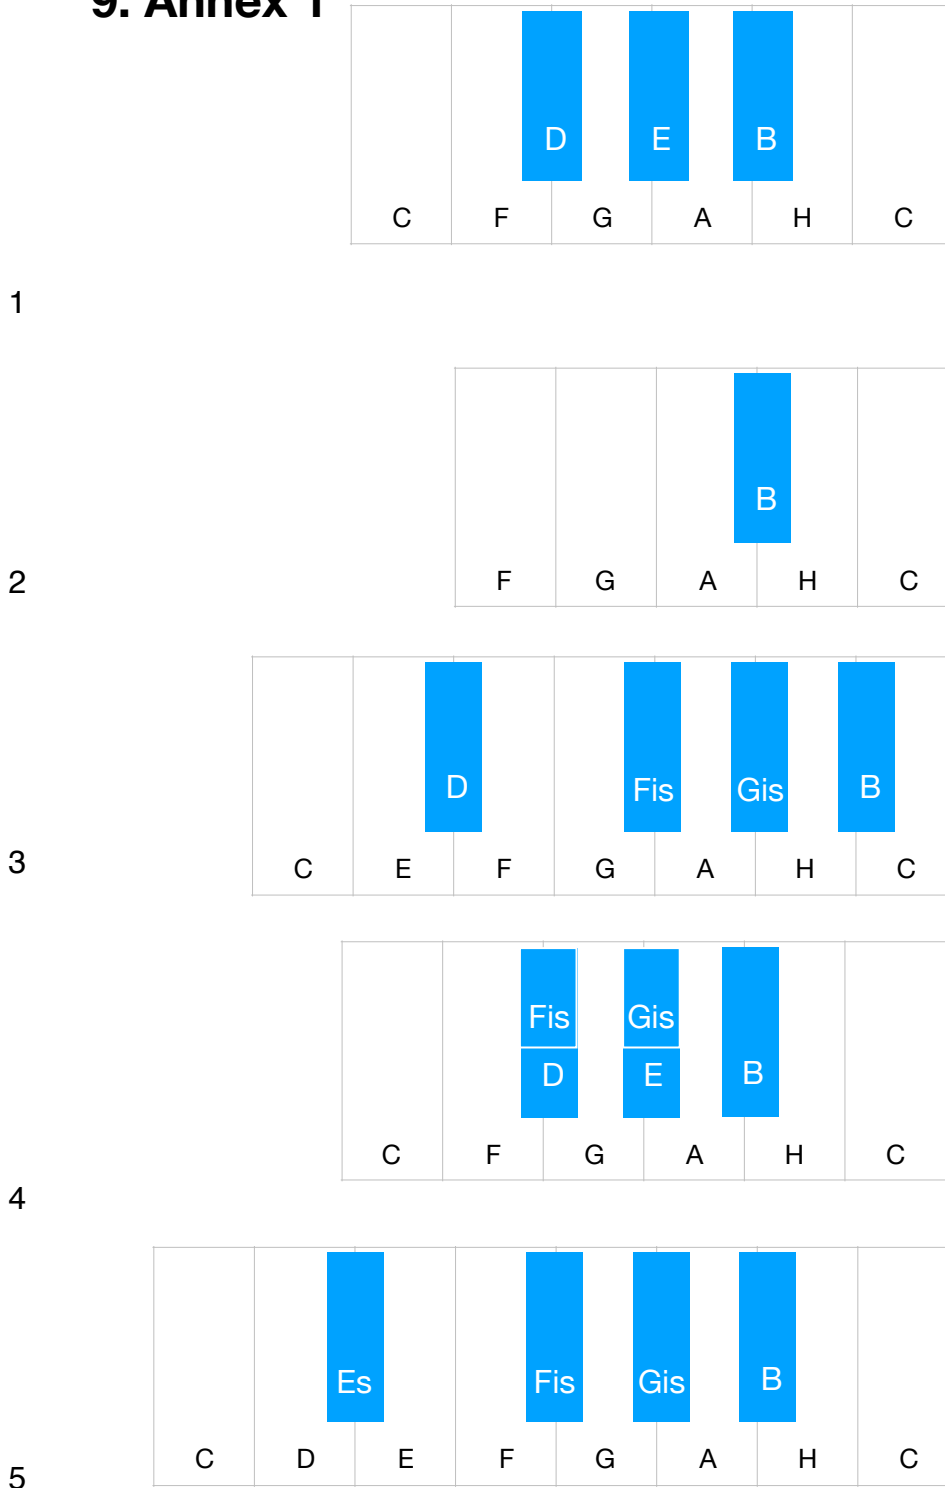 9. Annex 1
D E B
C F G A H C
1
B
2
F G A H C
D Fis Gis B
3
C E F G A H C
Fis Gis
D E B
C F G A H C
4
Es Fis Gis B
C D E F G A H C
5